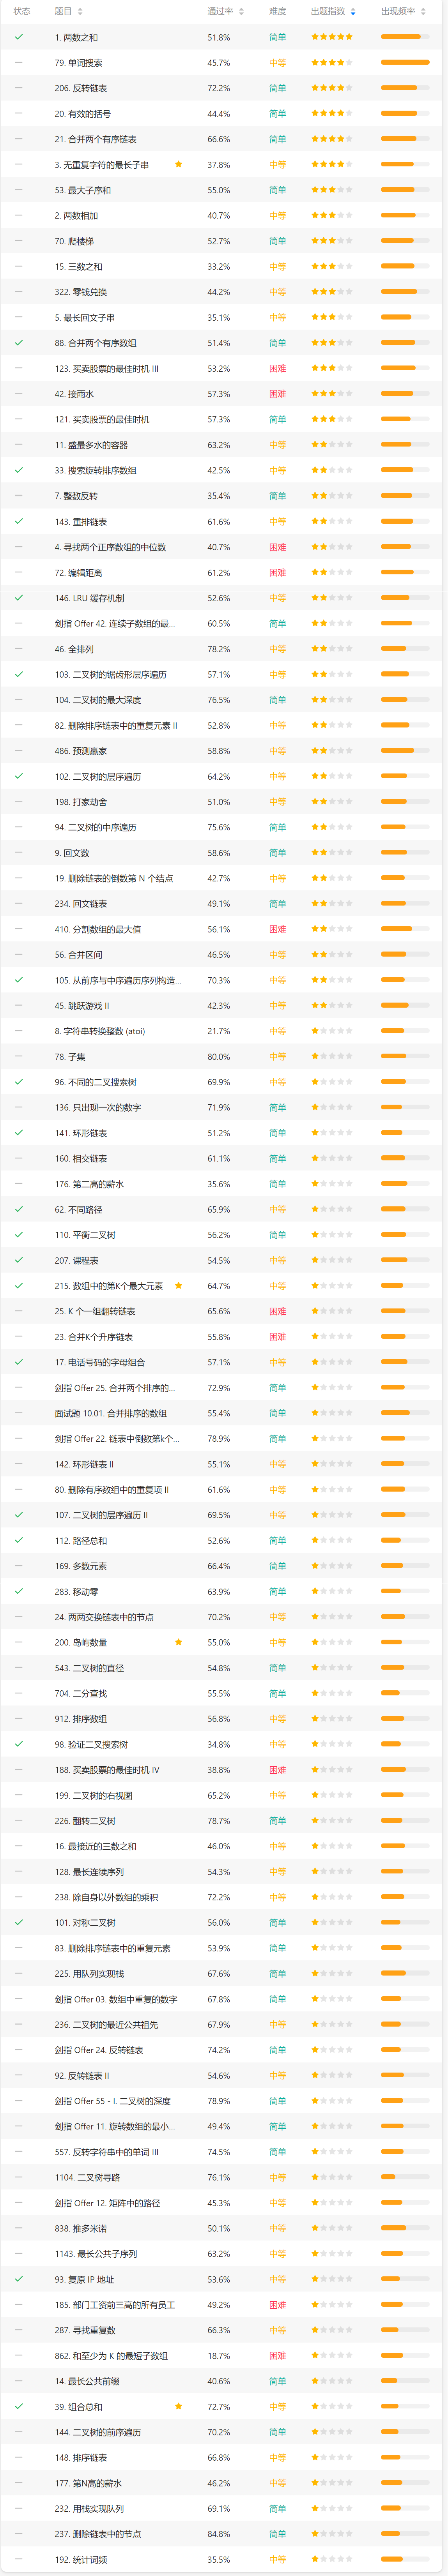 状态 题目 通过率 难度 出题指数 出现频率
1. 两数之和 51.8% 简单
79. 单词搜索 45.7% 中等
206. 反转链表 72.2% 简单
20. 有效的括号 44.4% 简单
21. 合并两个有序链表 66.6% 简单
3. 无重复字符的最长子串 37.8% 中等
53. 最大子序和 55.0% 简单
2. 两数相加 40.7% 中等
70. 爬楼梯 52.7% 简单
15. 三数之和 33.2% 中等
322. 零钱兑换 44.2% 中等
5. 最长回文子串 35.1% 中等
88. 合并两个有序数组 51.4% 简单
123. 买卖股票的最佳时机 III 53.2% 困难
42. 接雨水 57.3% 困难
121. 买卖股票的最佳时机 57.3% 简单
11. 盛最多水的容器 63.2% 中等
33. 搜索旋转排序数组 42.5% 中等
7. 整数反转 35.4% 简单
143. 重排链表 61.6% 中等
4. 寻找两个正序数组的中位数 40.7% 困难
72. 编辑距离 61.2% 困难
146. LRU 缓存机制 52.6% 中等
剑指 Offer 42. 连续子数组的最... 60.5% 简单
46. 全排列 78.2% 中等
103. 二叉树的锯齿形层序遍历 57.1% 中等
104. 二叉树的最大深度 76.5% 简单
82. 删除排序链表中的重复元素 II 52.8% 中等
486. 预测赢家 58.8% 中等
102. 二叉树的层序遍历 64.2% 中等
198. 打家劫舍 51.0% 中等
94. 二叉树的中序遍历 75.6% 简单
9. 回文数 58.6% 简单
19. 删除链表的倒数第 N 个结点 42.7% 中等
234. 回文链表 49.1% 简单
410. 分割数组的最大值 56.1% 困难
56. 合并区间 46.5% 中等
105. 从前序与中序遍历序列构造... 70.3% 中等
45. 跳跃游戏 II 42.3% 中等
8. 字符串转换整数 (atoi) 21.7% 中等
78. 子集 80.0% 中等
96. 不同的二叉搜索树 69.9% 中等
136. 只出现一次的数字 71.9% 简单
141. 环形链表 51.2% 简单
160. 相交链表 61.1% 简单
176. 第二高的薪水 35.6% 简单
62. 不同路径 65.9% 中等
110. 平衡二叉树 56.2% 简单
207. 课程表 54.5% 中等
215. 数组中的第K个最大元素 64.7% 中等
25. K 个一组翻转链表 65.6% 困难
23. 合并K个升序链表 55.8% 困难
17. 电话号码的字母组合 57.1% 中等
剑指 Offer 25. 合并两个排序的... 72.9% 简单
面试题 10.01. 合并排序的数组 55.4% 简单
剑指 Offer 22. 链表中倒数第k个... 78.9% 简单
142. 环形链表 II 55.1% 中等
80. 删除有序数组中的重复项 II 61.6% 中等
107. 二叉树的层序遍历 II 69.5% 中等
112. 路径总和 52.6% 简单
169. 多数元素 66.4% 简单
283. 移动零 63.9% 简单
24. 两两交换链表中的节点 70.2% 中等
200. 岛屿数量 55.0% 中等
543. 二叉树的直径 54.8% 简单
704. 二分查找 55.5% 简单
912. 排序数组 56.8% 中等
98. 验证二叉搜索树 34.8% 中等
188. 买卖股票的最佳时机 IV 38.8% 困难
199. 二叉树的右视图 65.2% 中等
226. 翻转二叉树 78.7% 简单
16. 最接近的三数之和 46.0% 中等
128. 最长连续序列 54.3% 中等
238. 除自身以外数组的乘积 72.2% 中等
101. 对称二叉树 56.0% 简单
83. 删除排序链表中的重复元素 53.9% 简单
225. 用队列实现栈 67.6% 简单
剑指 Offer 03. 数组中重复的数字 67.8% 简单
236. 二叉树的最近公共祖先 67.9% 中等
剑指 Offer 24. 反转链表 74.2% 简单
92. 反转链表 II 54.6% 中等
剑指 Offer 55 - I. 二叉树的深度 78.9% 简单
剑指 Offer 11. 旋转数组的最小... 49.4% 简单
557. 反转字符串中的单词 III 74.5% 简单
1104. 二叉树寻路 76.1% 中等
剑指 Offer 12. 矩阵中的路径 45.3% 中等
838. 推多米诺 50.1% 中等
1143. 最长公共子序列 63.2% 中等
93. 复原 IP 地址 53.6% 中等
185. 部门工资前三高的所有员工 49.2% 困难
287. 寻找重复数 66.3% 中等
862. 和至少为 K 的最短子数组 18.7% 困难
14. 最长公共前缀 40.6% 简单
39. 组合总和 72.7% 中等
144. 二叉树的前序遍历 70.2% 简单
148. 排序链表 66.8% 中等
177. 第N高的薪水 46.2% 中等
232. 用栈实现队列 69.1% 简单
237. 删除链表中的节点 84.8% 简单
192. 统计词频 35.5% 中等